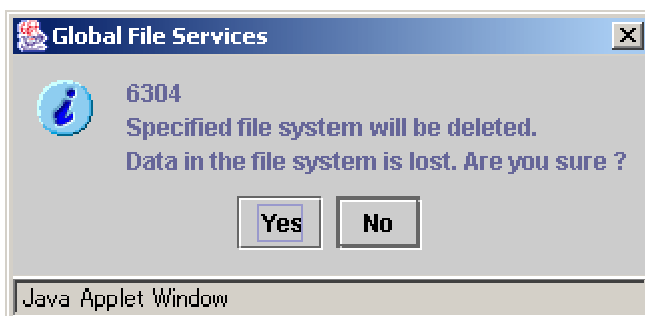 Global File Services
6304
Specified file system will be deleted.
Data in the file system is lost. Are you sure ?
Yes
No
Java Applet Window